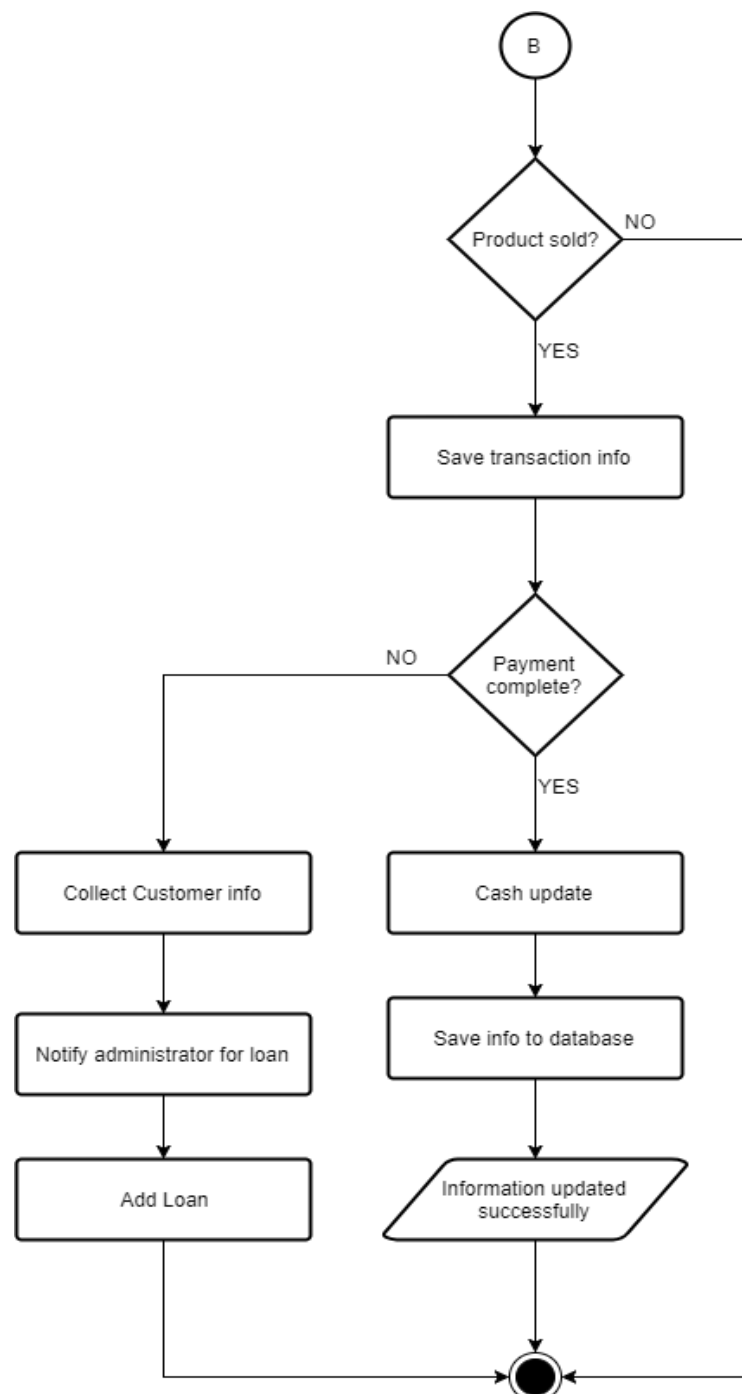 B
Product sold?
NO
YES
Save transaction info
NO
Payment
complete?
YES
Collect Customer info
Cash update
Notify administrator for loan
Save info to database
Add Loan
Information updated
successfully